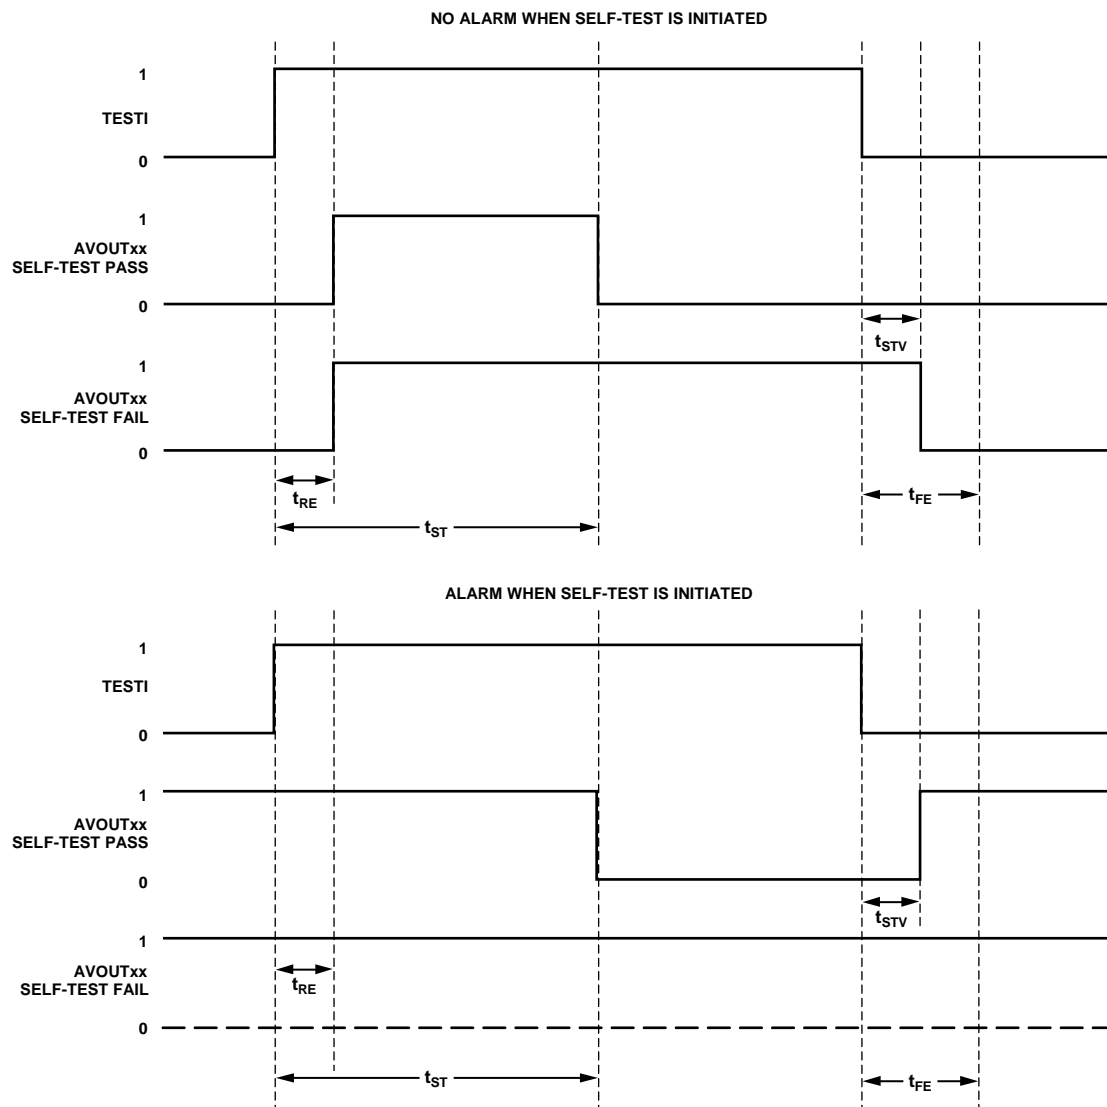 NO ALARM WHEN SELF-TEST IS INITIATED
1
TESTI
0
1
AVOUTxx
SELF-TEST PASS
0
tSTV
1
AVOUTxx
SELF-TEST FAIL
0
tRE
tFE
tST
ALARM WHEN SELF-TEST IS INITIATED
1
TESTI
0
1
AVOUTxx
SELF-TEST PASS
0
tSTV
1
AVOUTxx
SELF-TEST FAIL
tRE
0
tST
tFE